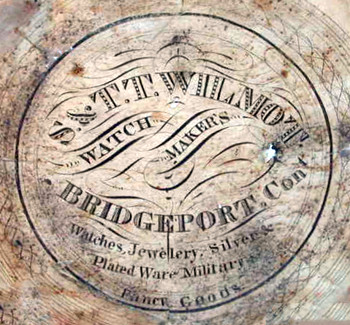 S. & T.T. WILMOT
WATCH MAKER'S
BRIDGEPORT, Cont
Watches, Jewellery, Silver &
Plated Ware Military &
Fancy Goods